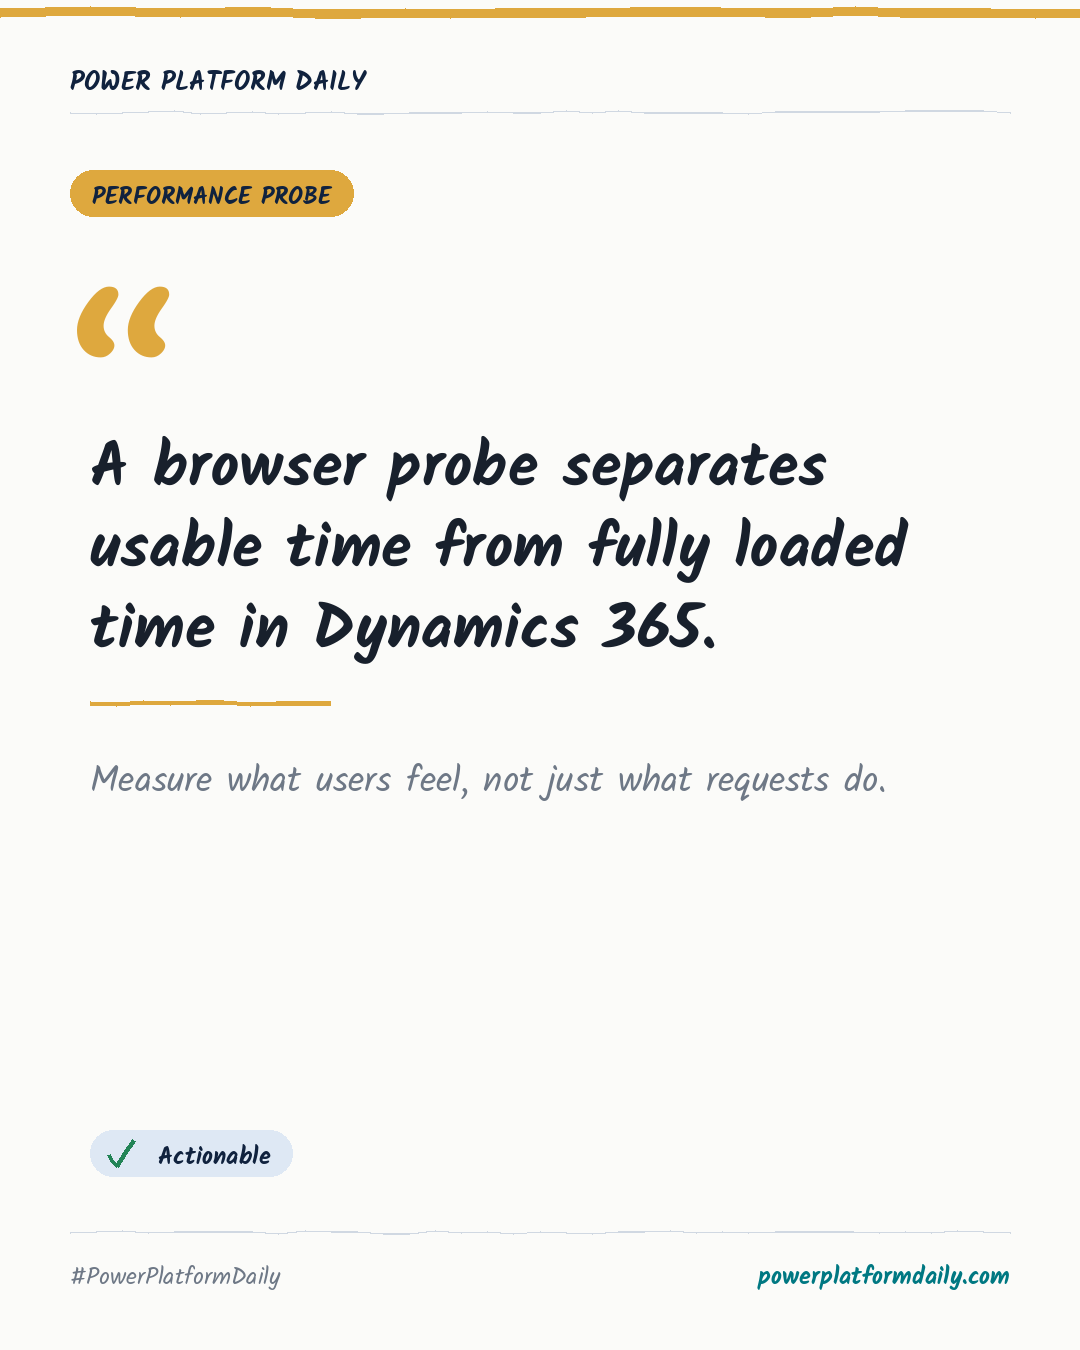 POWER PLATFORM DAILY
PERFORMANCE PROBE
“
A browser probe separates
usable time from fully loaded
time in Dynamics 365.
Measure what users feel, not just what requests do.
✓ Actionable
#PowerPlatformDaily
powerplatformdaily.com